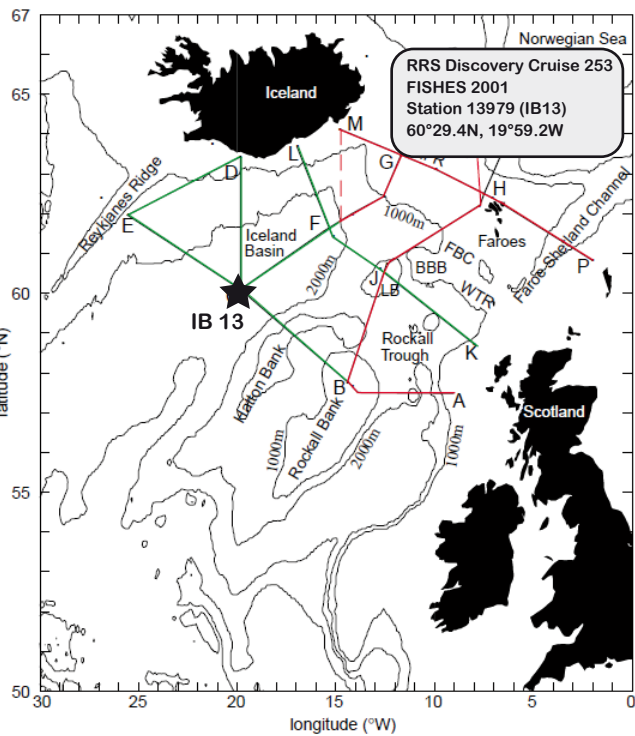 67
65
60
55
50
30
25
20
15
10
5
0
longitude (°W)
Norwegian Sea
RRS Discovery Cruise 253
FISHES 2001
Station 13979 (IB13)
60°29.4N, 19°59.2W
Iceland
M
L
G
D
H
E
F
P
J
K
B
A
Reykjanes Ridge
Iceland
Basin
1000m
2000m
Faroes
Faroe-Shetland Channel
FBC
BBB
WTR
LB
IB 13
Rockall
Trough
Hatton Bank
Rockall Bank
1000m
2000m
1000m
Scotland